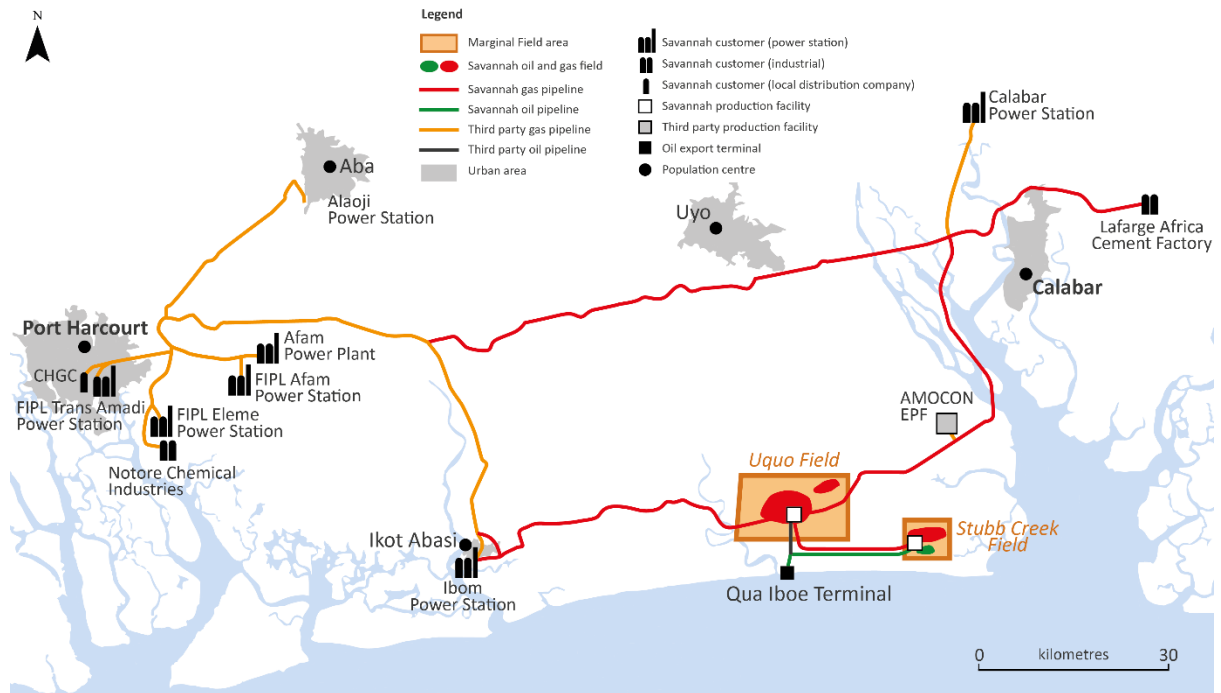 N
Legend
Marginal Field area
Savannah oil and gas field
Savannah gas pipeline
Savannah oil pipeline
Third party gas pipeline
Third party oil pipeline
Urban area
Savannah customer (power station)
Savannah customer (industrial)
Savannah customer (local distribution company)
Savannah production facility
Third party production facility
Oil export terminal
Population centre
Calabar
Power Station
Aba
Alaoji
Power Station
Uyo
Lafarge Africa
Cement Factory
Calabar
Port Harcourt
Afam
Power Plant
CHGC
FIPL Afam
Power Station
FIPL Trans Amadi
Power Station
FIPL Eleme
Power Station
Notore Chemical
Industries
AMOCON
EPF
Uquo Field
Stubb Creek
Field
Ikot Abasi
Ibom
Power Station
Qua Iboe Terminal
0 kilometres 30